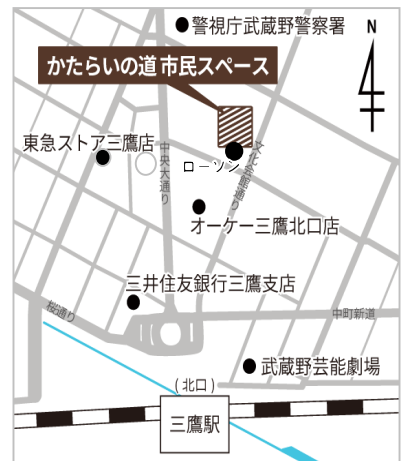 警視庁武蔵野警察署
N
かたらいの道 市民スペース
東急ストア三鷹店
中央大通り
文化会館通り
ローソン
オーケー三鷹北口店
三井住友銀行三鷹支店
桜通り
中町新道
武蔵野芸能劇場
(北口)
三鷹駅